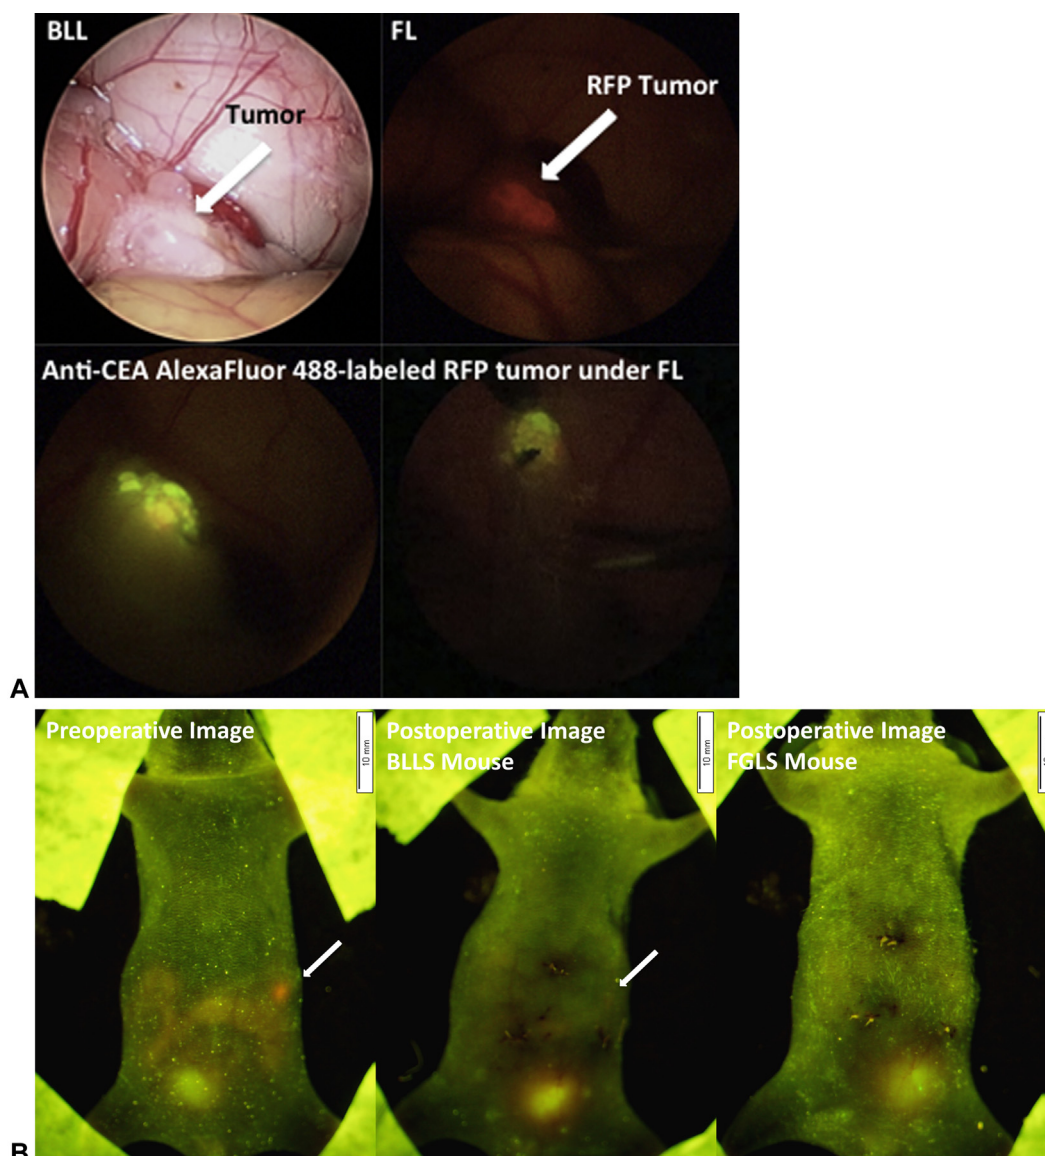 BLL
FL
Tumor
RFP Tumor
Anti-CEA AlexaFluor 488-labeled RFP tumor under FL
A
Preoperative Image
10 mm
Postoperative Image
BLLS Mouse
10 mm
Postoperative Image
FGLS Mouse
B